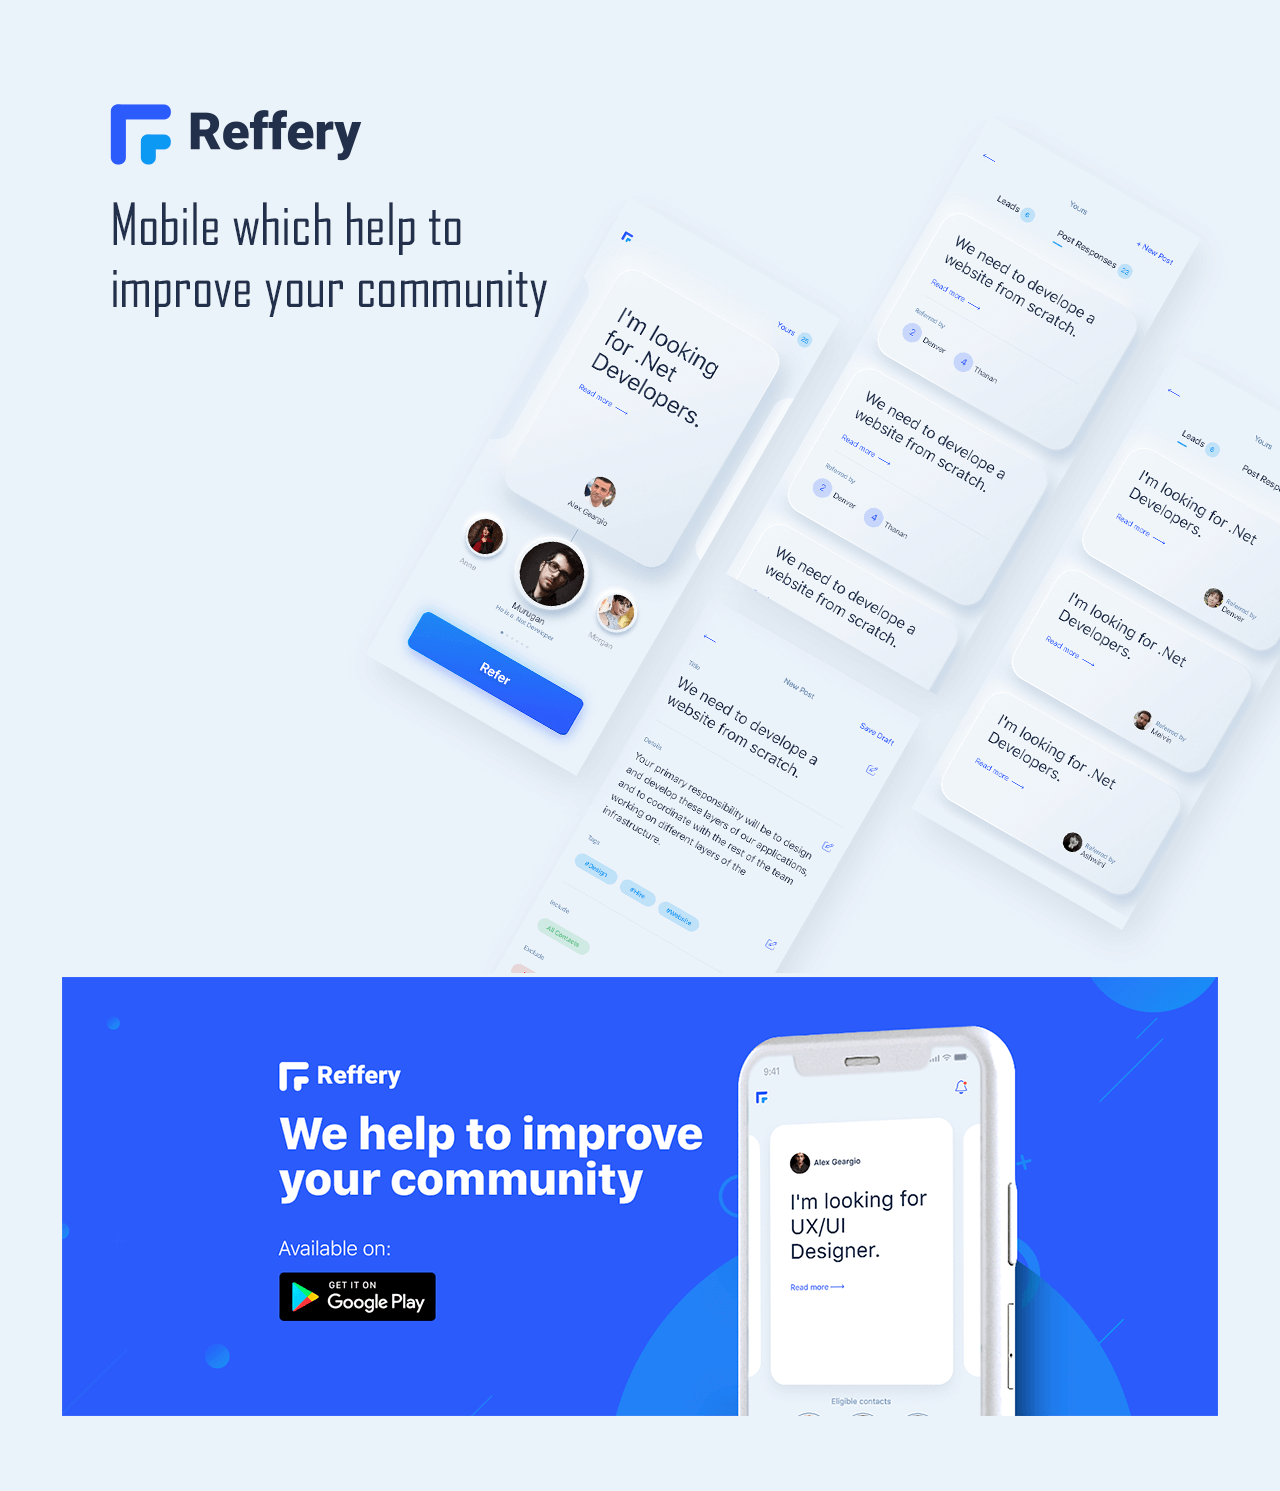 Reffery
Mobile which help to
improve your community
Yours 25
I'm looking
for .Net
Developers.
Read more
Alex Geargio
Anne
Murugan
He is a .Net Developer
Morgan
Refer
Yours
Leads 6
Post Responses 22
+ New Post
We need to develope a
website from scratch.
Read more
Referred by
2 Denver 4 Thanan
We need to develope a
website from scratch.
Read more
Referred by
2 Denver 4 Thanan
We need to develope a
website from scratch.
New Post
Save Draft
Title
We need to develope a
website from scratch.
Details
Your primary responsibility will be to design
and develop these layers of our applications,
and to coordinate with the rest of the team
working on different layers of the
infrastructure.
Tags
#Design #Hire #Website
Include
All Contacts
Exclude
Yours
Leads 6
Post Resp
I'm looking for .Net
Developers.
Read more
Referred by
Denver
I'm looking for .Net
Developers.
Read more
Referred by
Melvin
I'm looking for .Net
Developers.
Read more
Referred by
Ashwini
Reffery
We help to improve
your community
Available on:
GET IT ON
Google Play
9:41
Alex Geargio
I'm looking for
UX/UI
Designer.
Read more
Eligible contacts